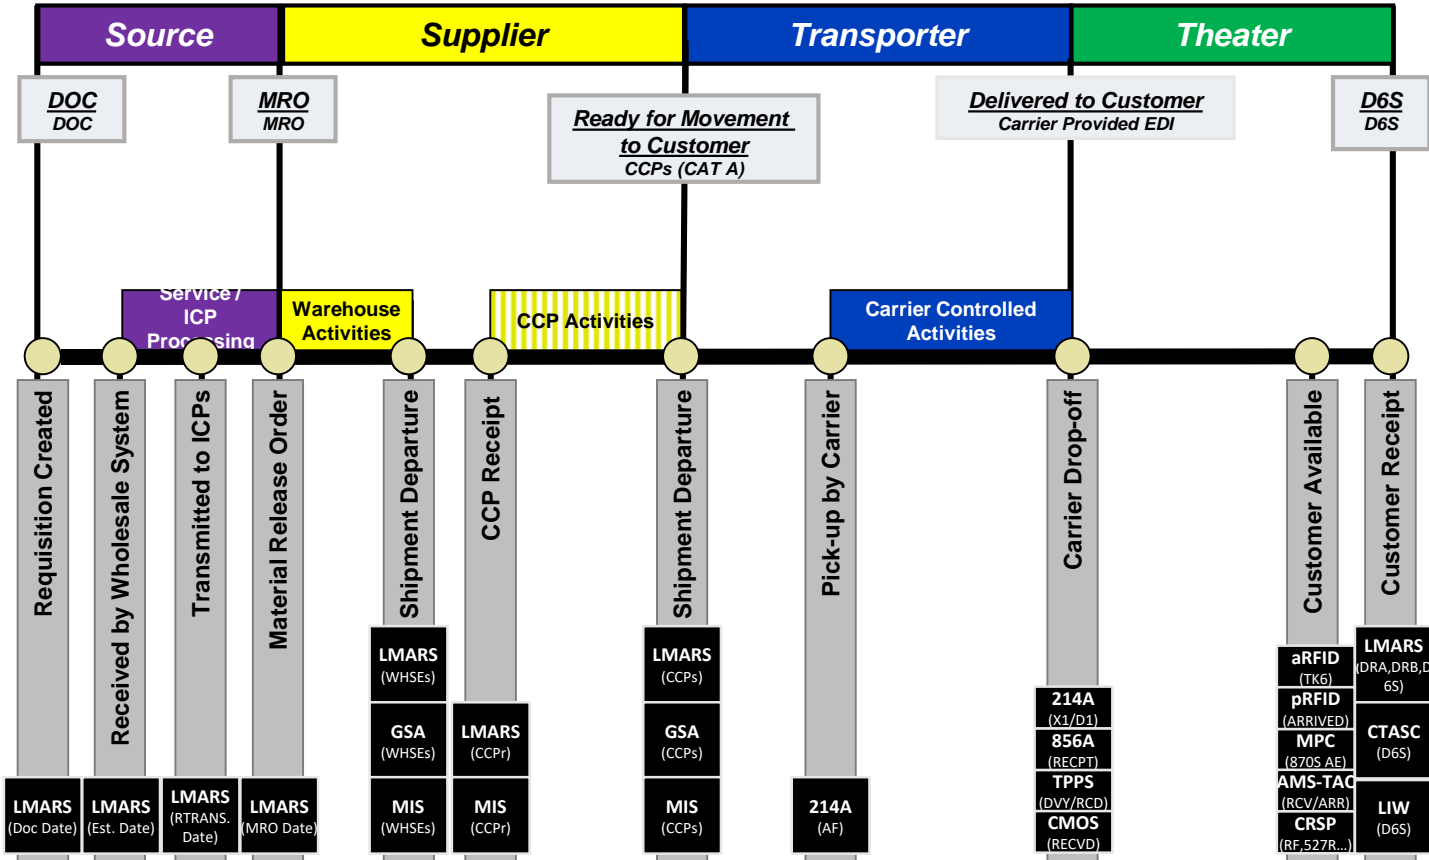 Source
Supplier
Transporter
Theater
DOC
DOC
MRO
MRO
Ready for Movement
to Customer
CCPs (CAT A)
Delivered to Customer
Carrier Provided EDI
D6S
D6S
Service /
ICP
Processing
Warehouse
Activities
CCP Activities
Carrier Controlled
Activities
Requisition Created
Received by Wholesale System
Transmitted to ICPs
Material Release Order
Shipment Departure
CCP Receipt
Shipment Departure
Pick-up by Carrier
Carrier Drop-off
Customer Available
Customer Receipt
LMARS
(Doc Date)
LMARS
(Est. Date)
LMARS
(RTRANS.
Date)
LMARS
(MRO Date)
LMARS
(WHSEs)
GSA
(WHSEs)
MIS
(WHSEs)
LMARS
(CCPr)
MIS
(CCPr)
LMARS
(CCPs)
GSA
(CCPs)
MIS
(CCPs)
214A
(AF)
214A
(X1/D1)
856A
(RECPT)
TPPS
(DVY/RCD)
CMOS
(RECVD)
aRFID
(TK6)
pRFID
(ARRIVED)
MPC
(870S AE)
AMS-TAC
(RCV/ARR)
CRSP
(RF,527R...)
LMARS
(DRA,DRB,D
6S)
CTASC
(D6S)
LIW
(D6S)